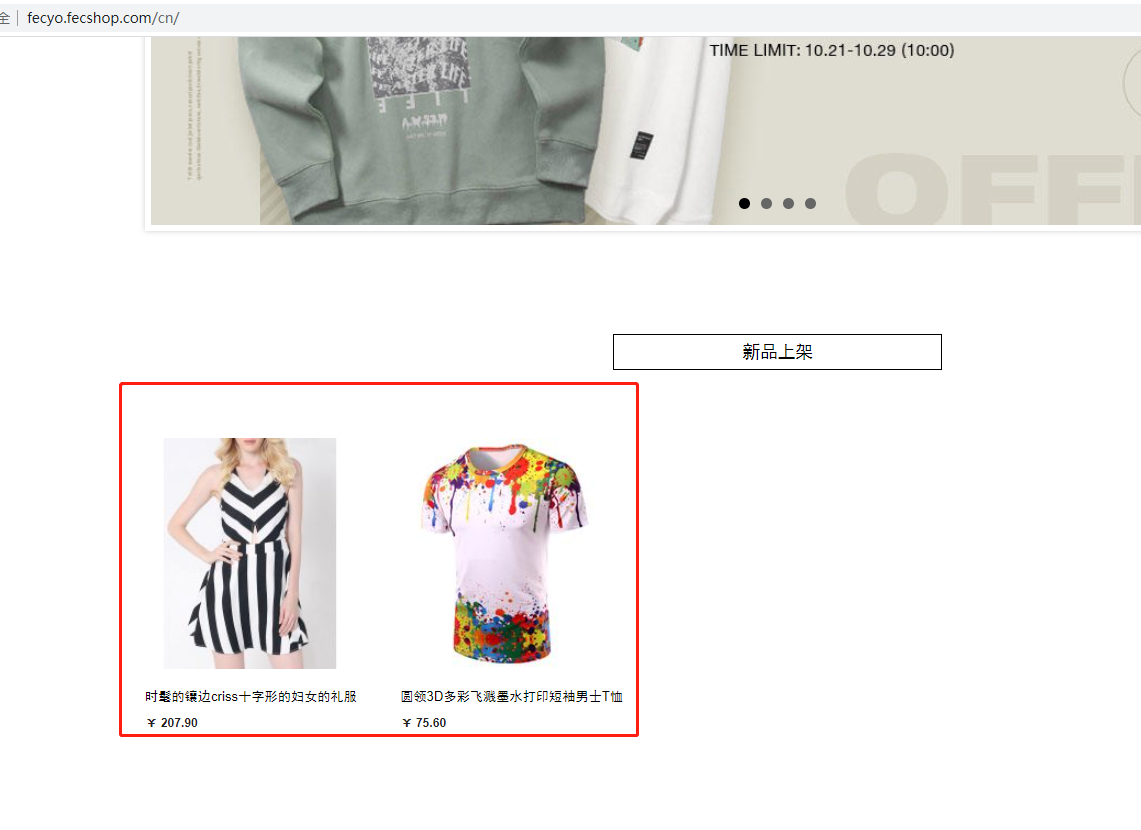 全 fecyo.fecshop.com/cn/
TIME LIMIT: 10.21-10.29 (10:00)
OFF
新品上架
时髦的镶边criss十字形的妇女的礼服
圆领3D多彩飞溅墨水打印短袖男士T恤
¥ 207.90
¥ 75.60